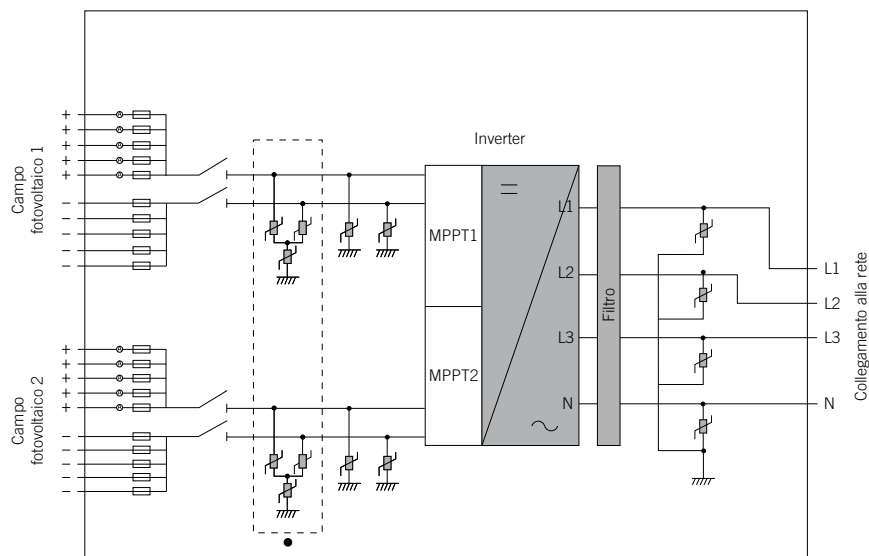 Inverter
Campo
fotovoltaico 1
+
+
+
+
+
−
−
−
−
−
MPPT1
L1
L2
L3
N
Filtro
L1
L2
L3
N
Collegamento alla rete
Campo
fotovoltaico 2
+
+
+
+
+
−
−
−
−
−
MPPT2